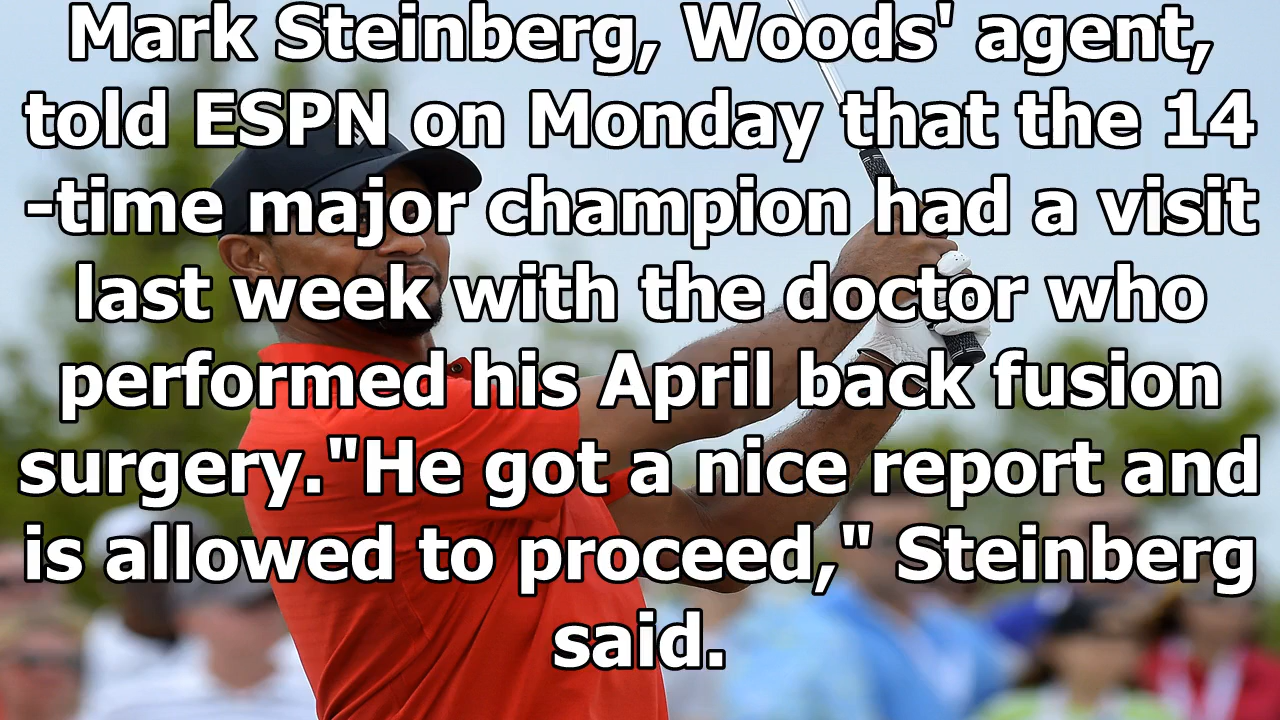 Mark Steinberg, Woods' agent,
told ESPN on Monday that the 14
-time major champion had a visit
last week with the doctor who
performed his April back fusion
surgery."He got a nice report and
is allowed to proceed," Steinberg
said.